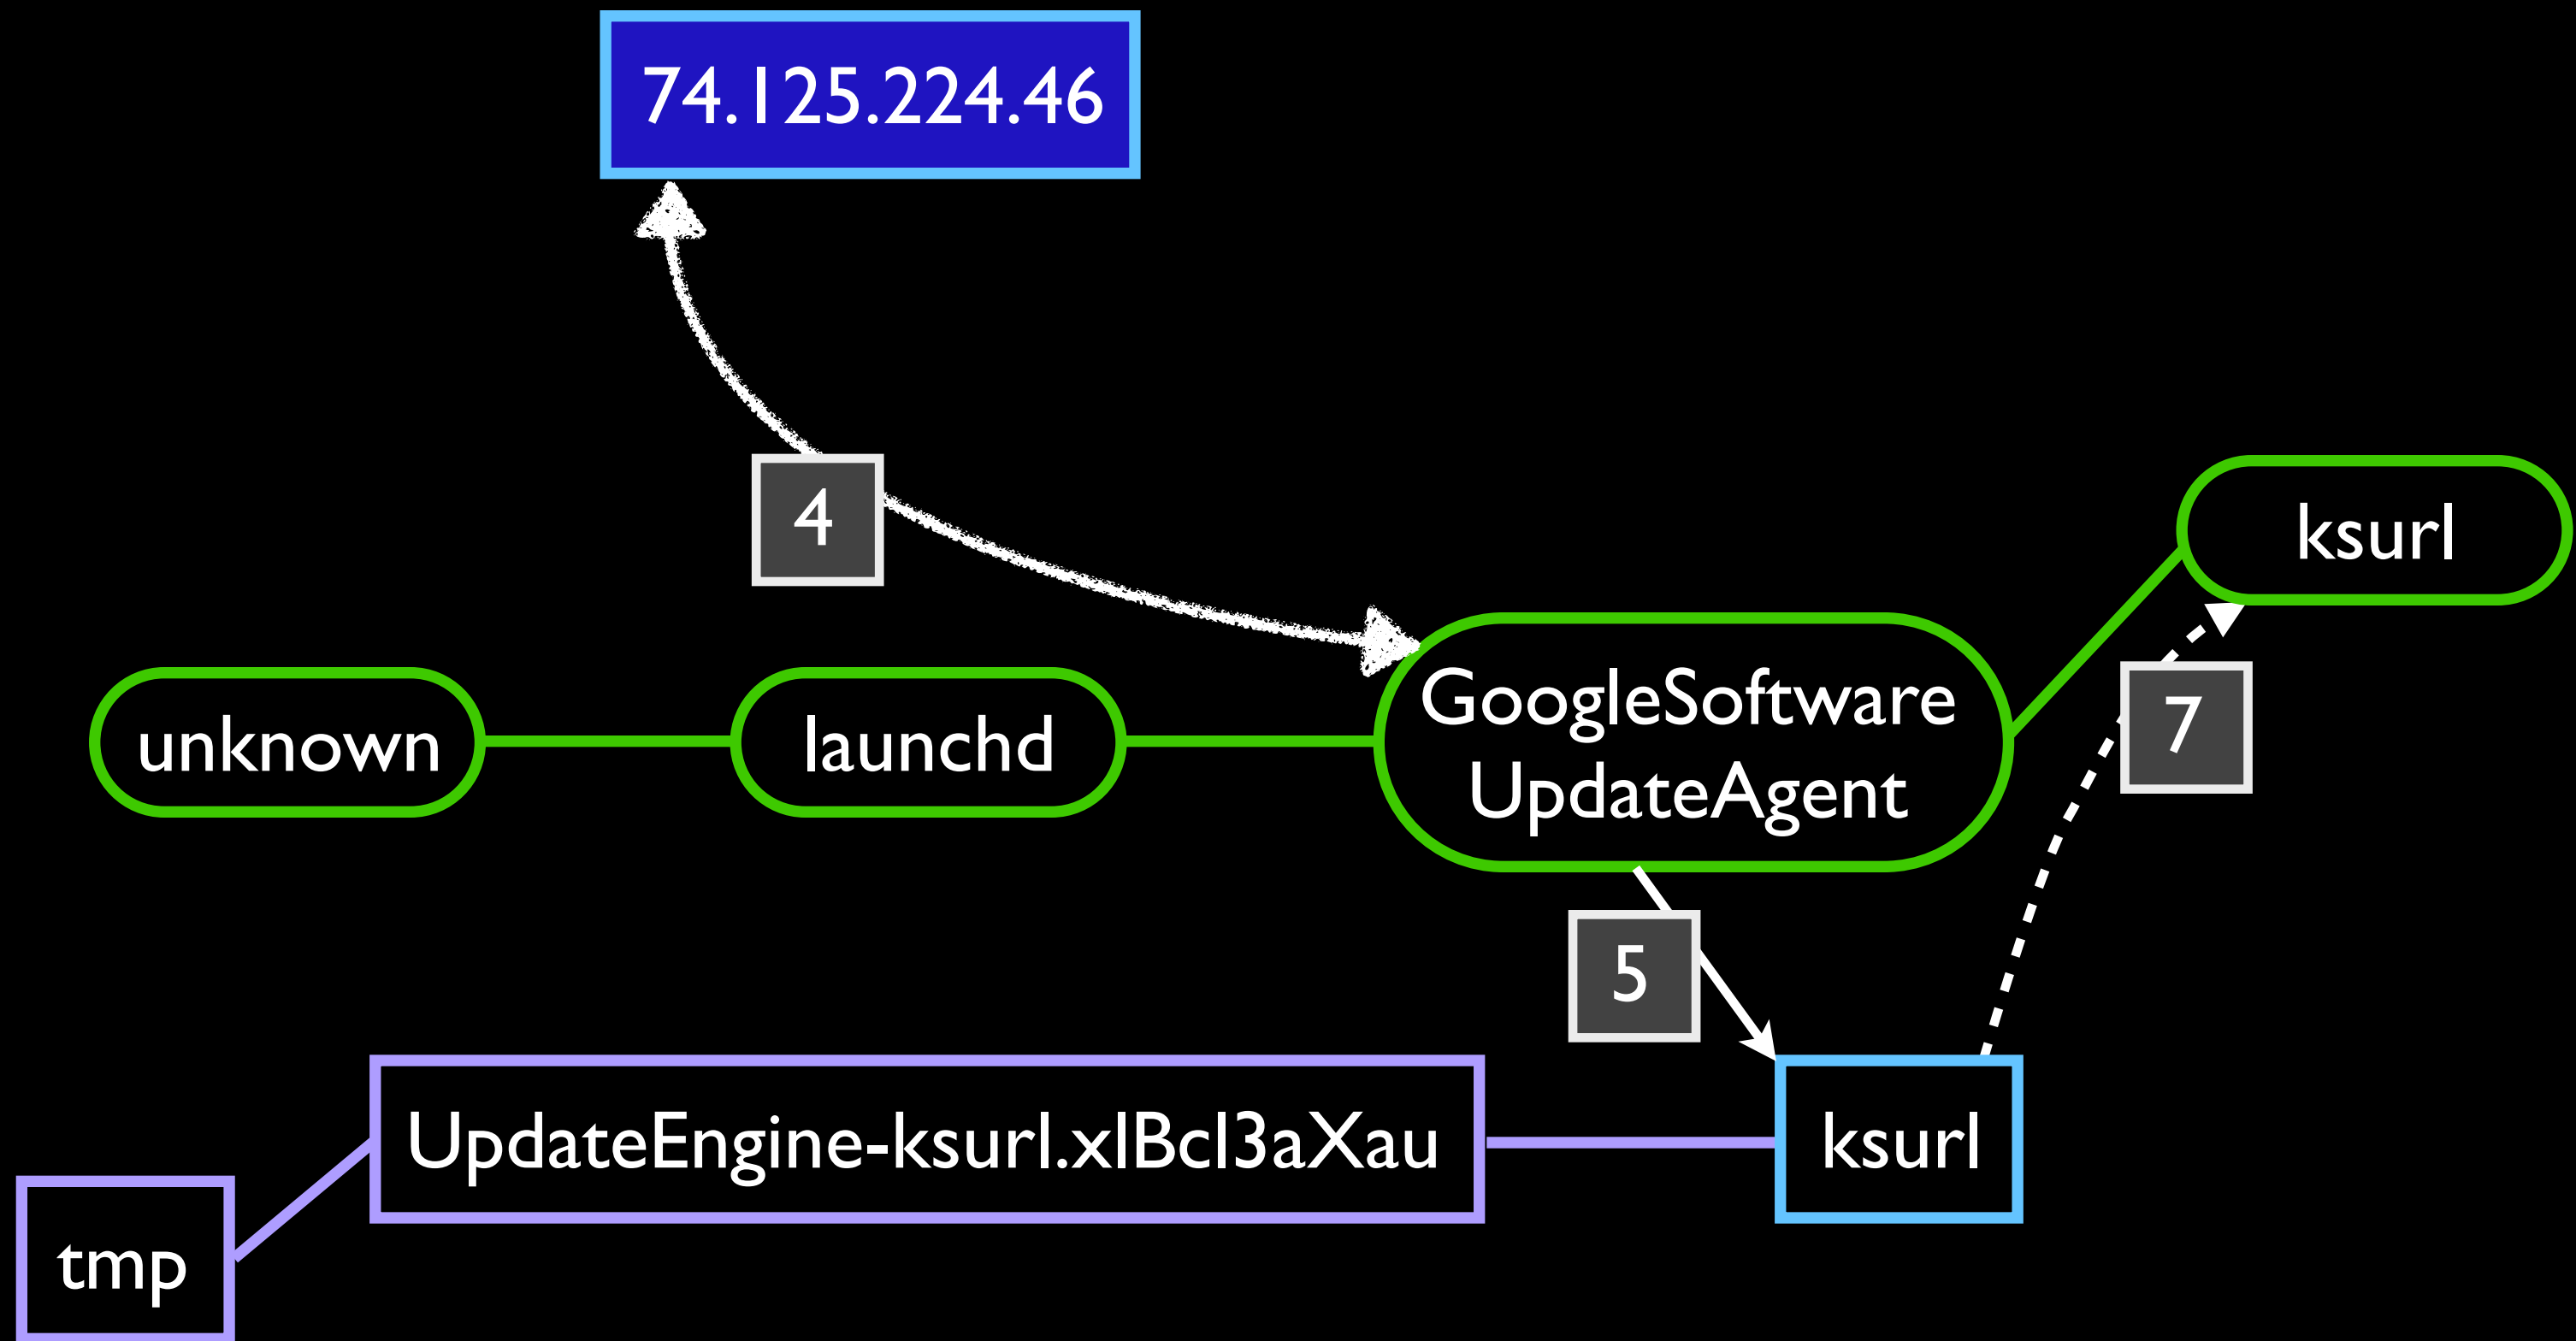 74.125.224.46
4
ksurl
unknown
launchd
GoogleSoftware
UpdateAgent
7
5
UpdateEngine-ksurl.xlBcl3aXau
ksurl
tmp